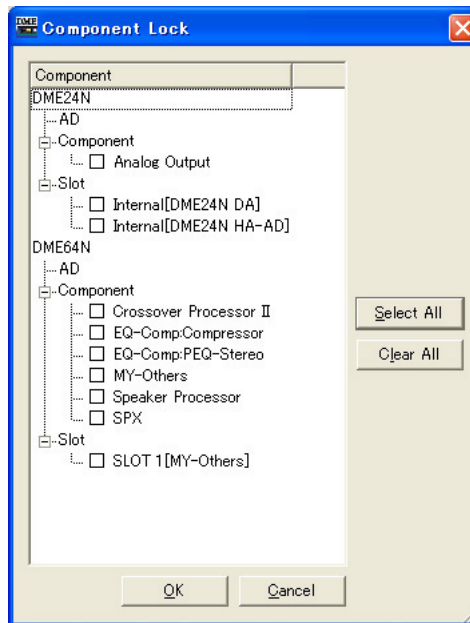 DME Component Lock
Component
DME24N
AD
Component
Analog Output
Slot
Internal[DME24N DA]
Internal[DME24N HA-AD]
DME64N
AD
Component
Crossover Processor II
EQ-Comp:Compressor
EQ-Comp:PEQ-Stereo
MY-Others
Speaker Processor
SPX
Slot
SLOT 1[MY-Others]
Select All
Clear All
OK Cancel